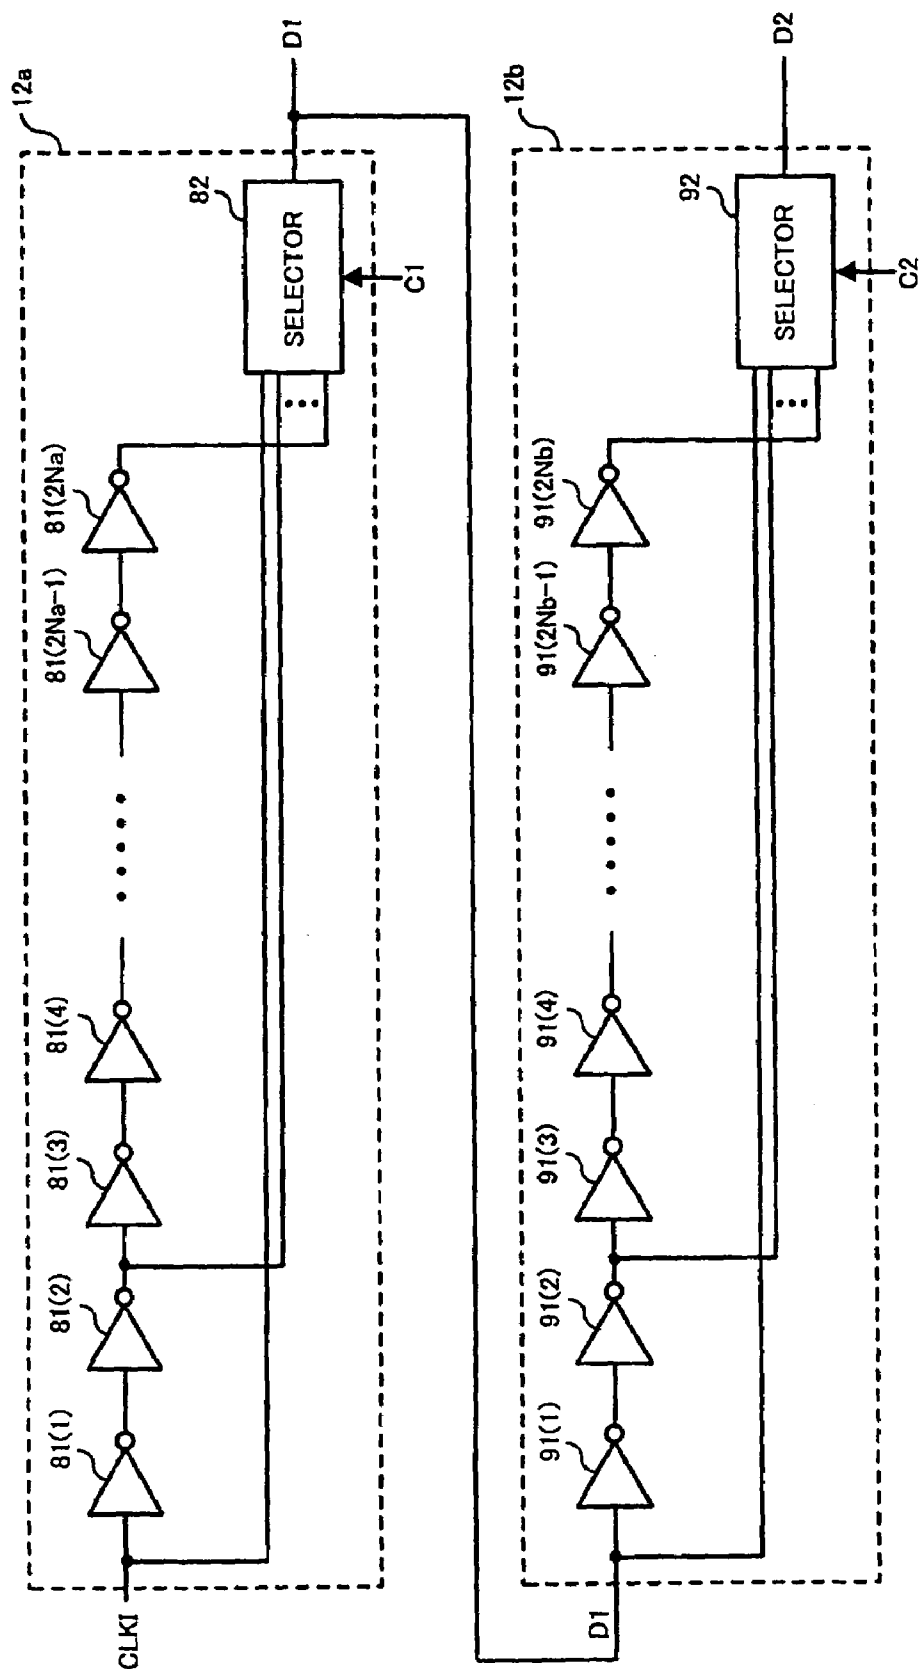 12a
81(1)
81(2)
81(3)
81(4)
81(2Na-1)
81(2Na)
82
SELECTOR
CLKI
D1
C1
12b
91(1)
91(2)
91(3)
91(4)
91(2Nb-1)
91(2Nb)
92
SELECTOR
D1
D2
C2